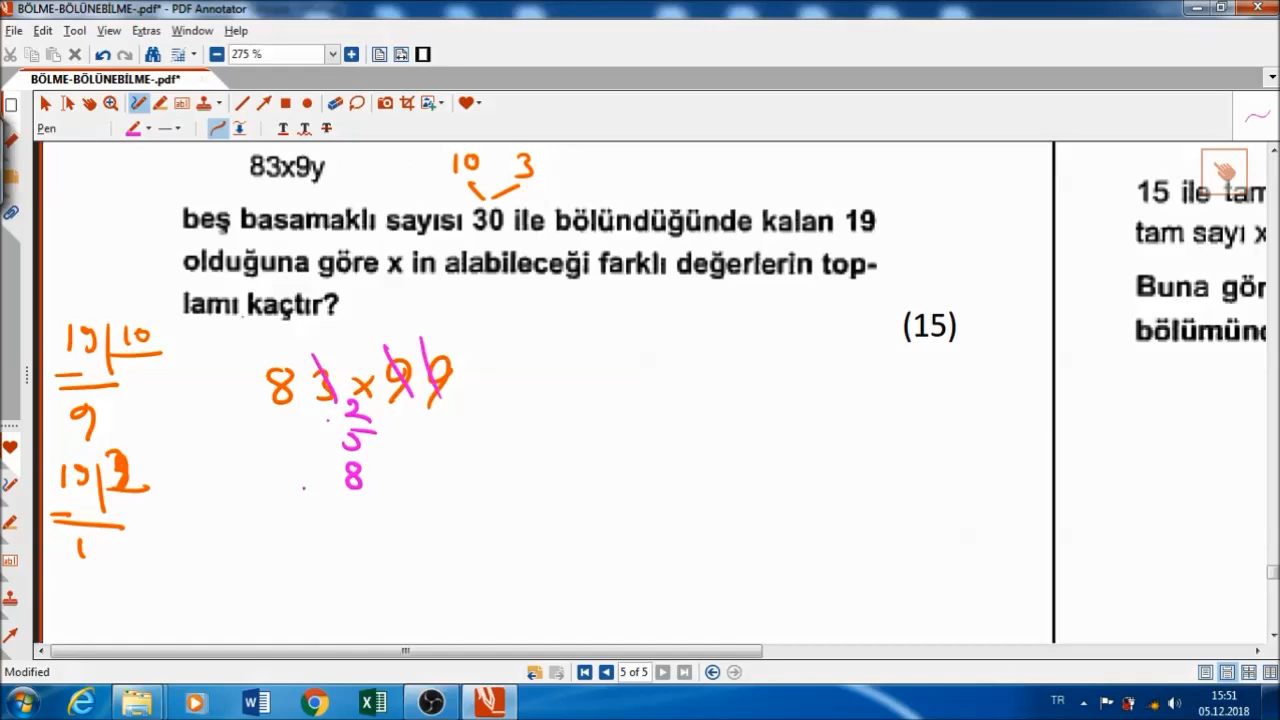 BÖLME-BÖLÜNEBİLME-.pdf* - PDF Annotator
File Edit Tool View Insert Extras Window Help
275 %
BÖLME-BÖLÜNEBİLME-.pdf*
Pen
83x9y
10 3
beş basamaklı sayısı 30 ile bölündüğünde kalan 19
olduğuna göre x in alabileceği farklı değerlerin top-
lamı kaçtır?
(15)
15 ile tam
tam sayı x
Buna gör
bölümünd
19 10
9
19 3
1
8 3 x 9 9
2
5
8
Modified
5 of 5
TR
15:51
05.12.2018